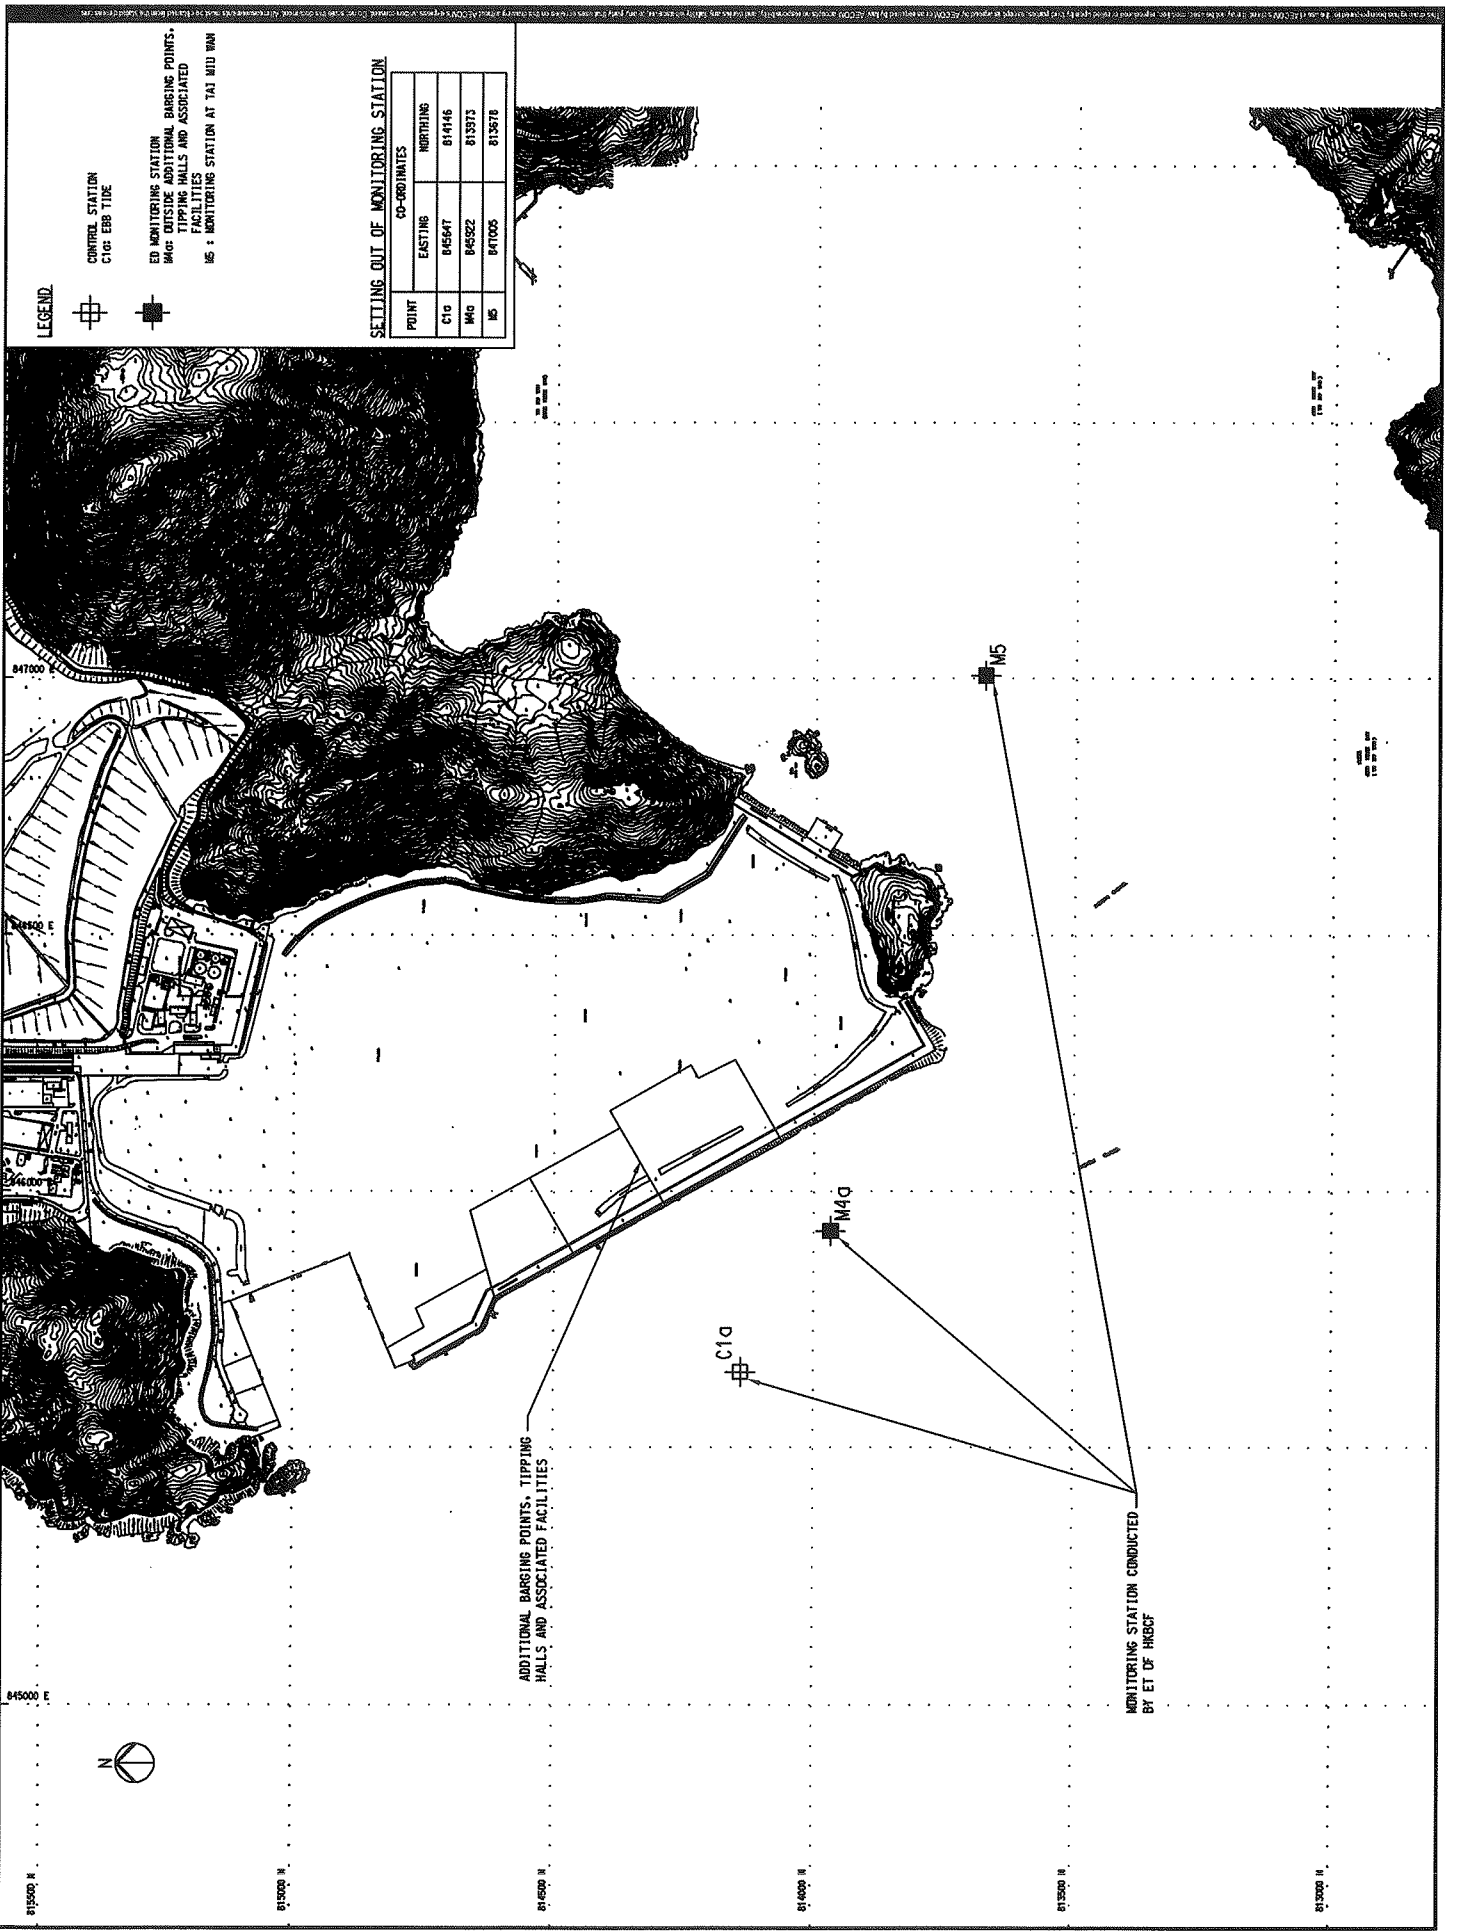 LEGEND
CONTROL STATION
C1a: EBB TIDE
ED MONITORING STATION
M4a: OUTSIDE ADDITIONAL BARGING POINTS,
TIPPING HALLS AND ASSOCIATED
FACILITIES
M5 : MONITORING STATION AT TAI MIU WAN
SETTING OUT OF MONITORING STATION
POINT CO-ORDINATES
EASTING NORTHING
C1a 845647 814146
M4a 845922 813973
M5 847005 813678
847000 E
846500 E
846000 E
845000 E
N
815500 N
815000 N
814500 N
814000 N
813500 N
813000 N
M5
M4a
C1a
ADDITIONAL BARGING POINTS, TIPPING
HALLS AND ASSOCIATED FACILITIES
MONITORING STATION CONDUCTED
BY ET OF HKBCF